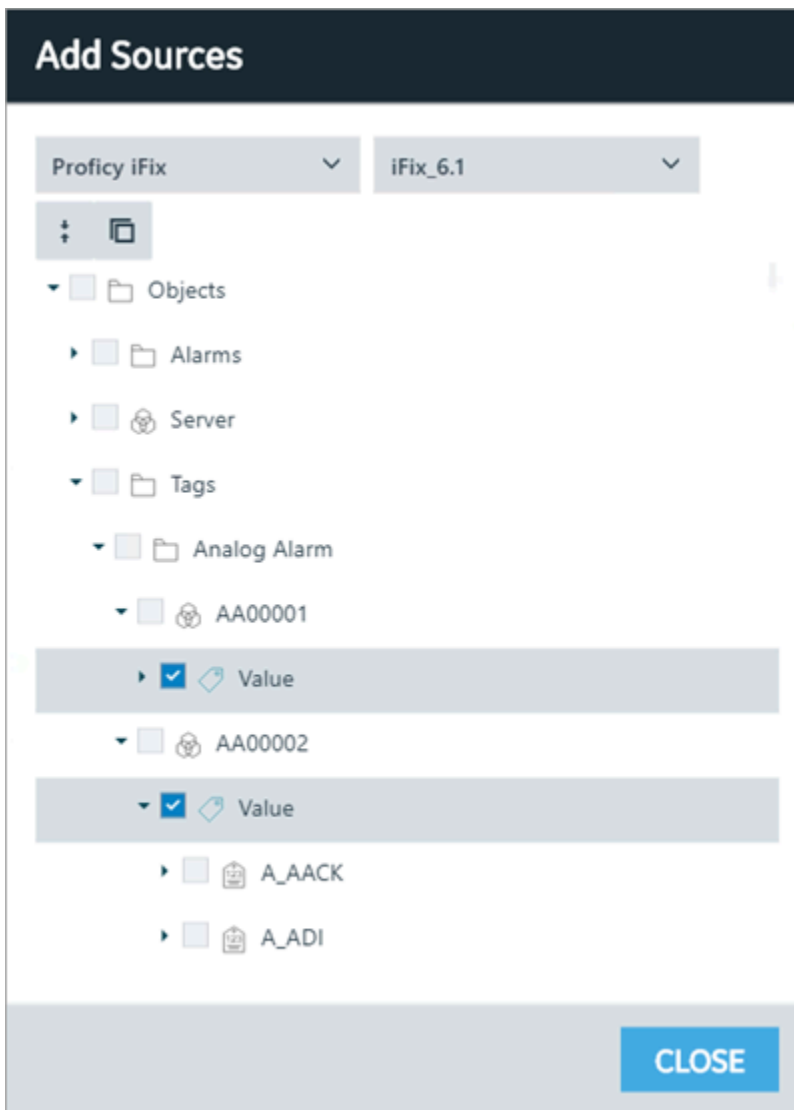 Add Sources
Proficy iFix iFix_6.1
Objects
Alarms
Server
Tags
Analog Alarm
AA00001
Value
AA00002
Value
A_AACK
A_ADI
CLOSE